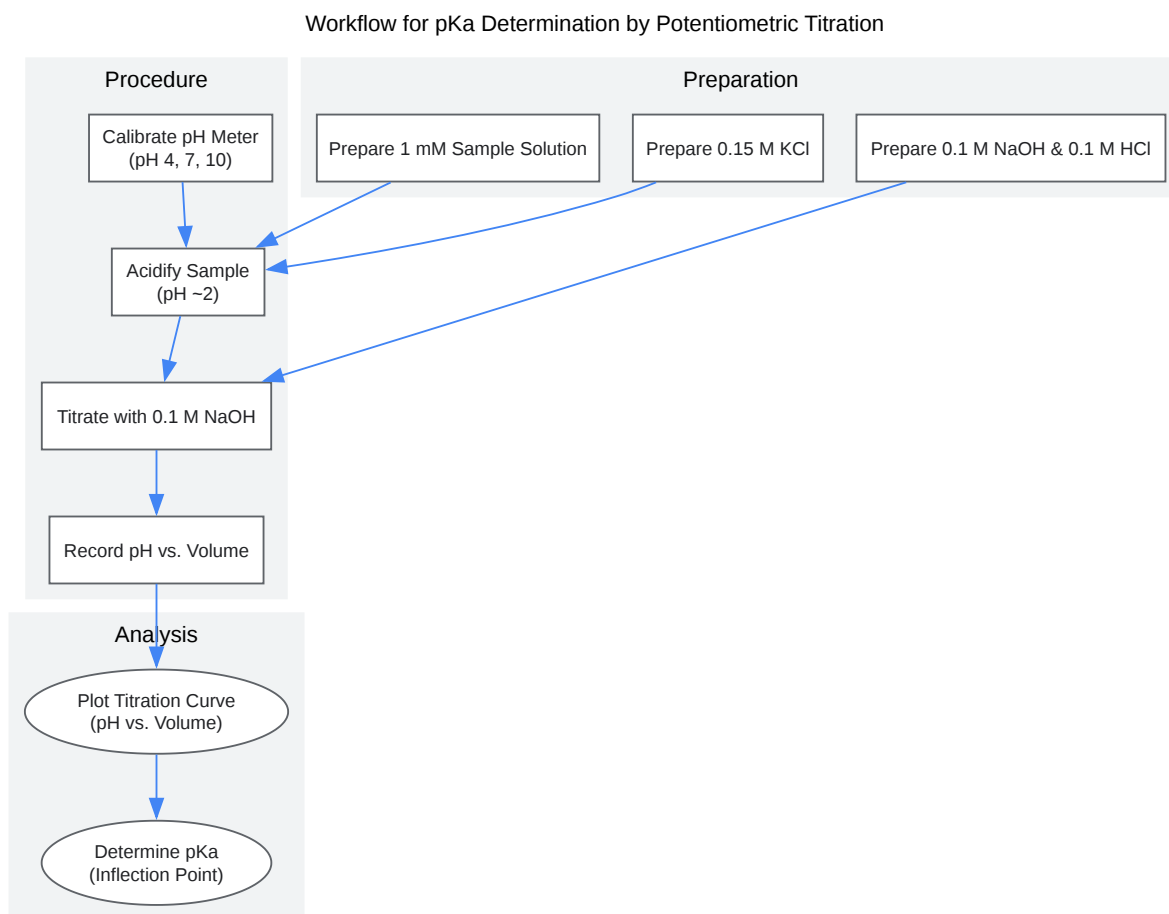 Workflow for pKa Determination by Potentiometric Titration
Procedure
Preparation
Calibrate pH Meter
(pH 4, 7, 10)
Prepare 1 mM Sample Solution
Prepare 0.15 M KCl
Prepare 0.1 M NaOH & 0.1 M HCl
Acidify Sample
(pH ~2)
Titrate with 0.1 M NaOH
Record pH vs. Volume
Analysis
Plot Titration Curve
(pH vs. Volume)
Determine pKa
(Inflection Point)